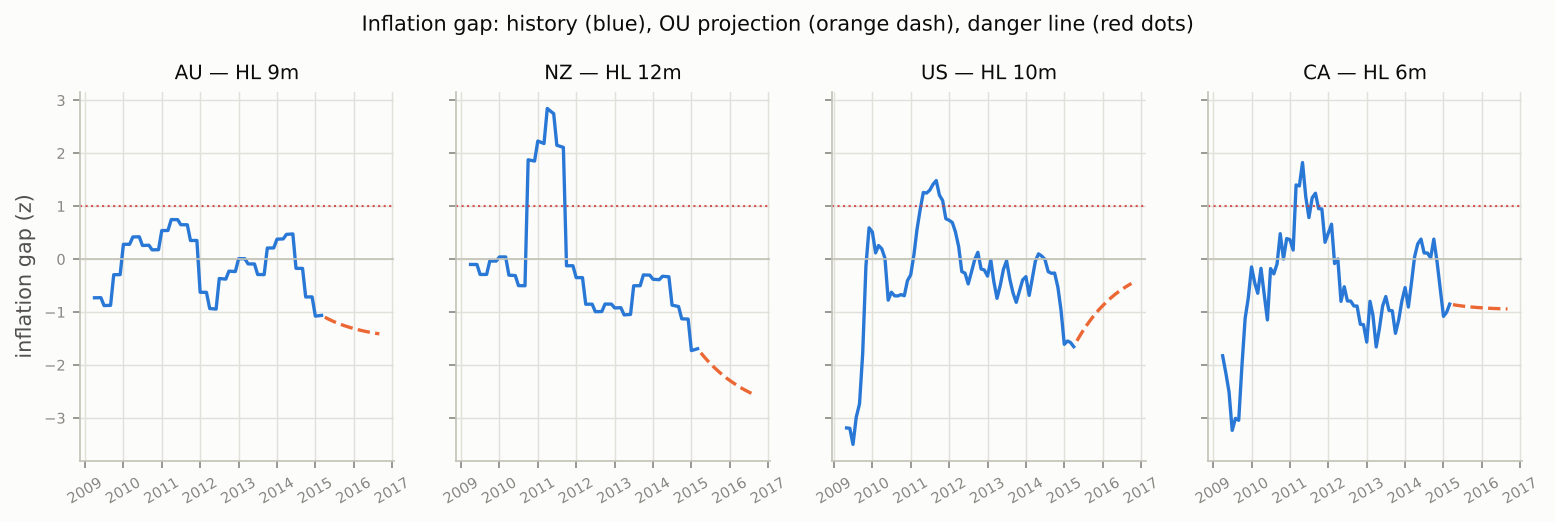 Inflation gap: history (blue), OU projection (orange dash), danger line (red dots)
AU — HL 9m
NZ — HL 12m
US — HL 10m
CA — HL 6m
inflation gap (z)
3
2
1
0
−1
−2
−3
2009 2010 2011 2012 2013 2014 2015 2016 2017
2009 2010 2011 2012 2013 2014 2015 2016 2017
2009 2010 2011 2012 2013 2014 2015 2016 2017
2009 2010 2011 2012 2013 2014 2015 2016 2017